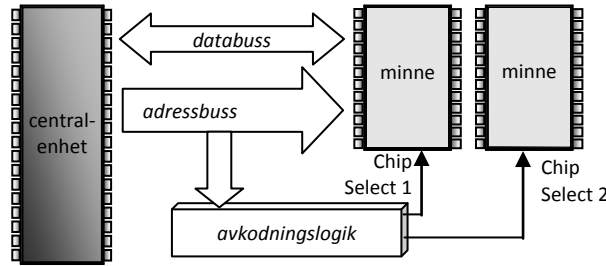 databuss
minne
minne
central-
enhet
adressbuss
Chip
Select 1
Chip
Select 2
avkodningslogik